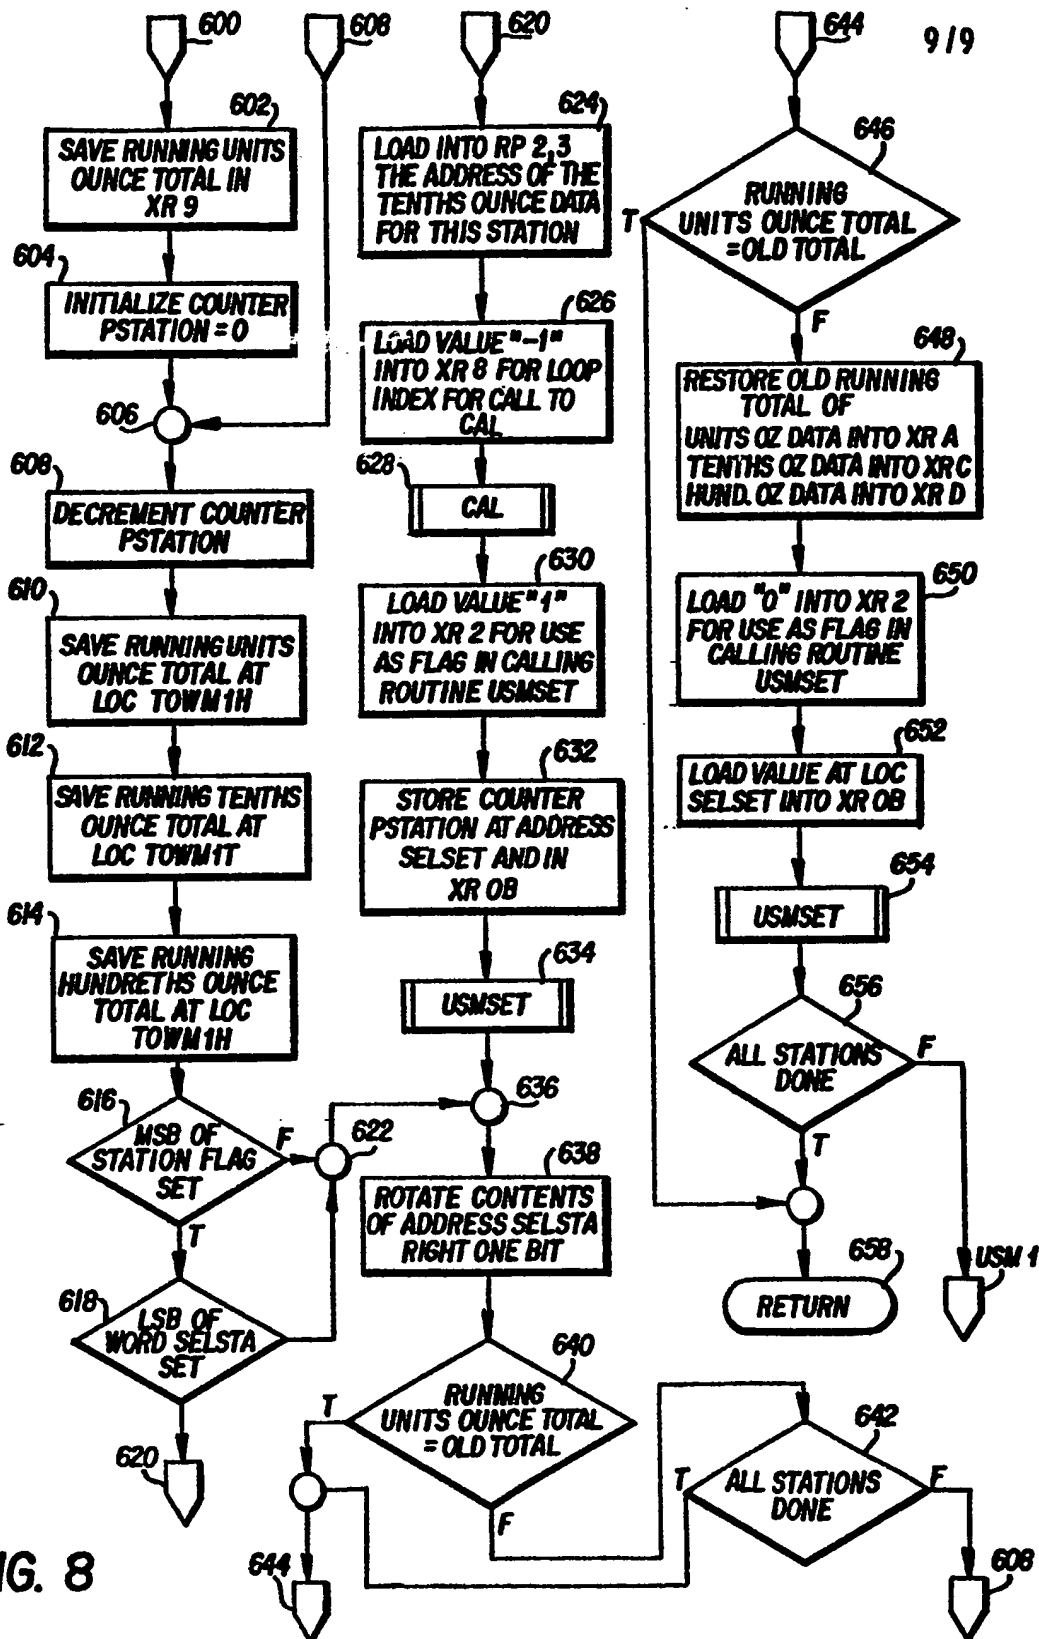 600
608
620
644
9/9
602
SAVE RUNNING UNITS
OUNCE TOTAL IN
XR 9
604
INITIALIZE COUNTER
PSTATION = 0
606
608
DECREMENT COUNTER
PSTATION
610
SAVE RUNNING UNITS
OUNCE TOTAL AT
LOC TOWM1H
612
SAVE RUNNING TENTHS
OUNCE TOTAL AT
LOC TOWM1T
614
SAVE RUNNING
HUNDRETHS OUNCE
TOTAL AT LOC
TOWM1H
616
MSB OF
STATION FLAG
SET
F
622
T
618
LSB OF
WORD SELSTA
SET
620
624
LOAD INTO RP 2,3
THE ADDRESS OF THE
TENTHS OUNCE DATA
FOR THIS STATION
626
LOAD VALUE "-1"
INTO XR 8 FOR LOOP
INDEX FOR CALL TO
CAL
628
CAL
630
LOAD VALUE "1"
INTO XR 2 FOR USE
AS FLAG IN CALLING
ROUTINE USMSET
632
STORE COUNTER
PSTATION AT ADDRESS
SELSET AND IN
XR OB
634
USMSET
636
638
ROTATE CONTENTS
OF ADDRESS SELSTA
RIGHT ONE BIT
640
RUNNING
UNITS OUNCE TOTAL
= OLD TOTAL
T
F
644
642
ALL STATIONS
DONE
T
F
608
646
RUNNING
UNITS OUNCE TOTAL
=OLD TOTAL
T
F
648
RESTORE OLD RUNNING
TOTAL OF
UNITS OZ DATA INTO XR A
TENTHS OZ DATA INTO XR C
HUND. OZ DATA INTO XR D
650
LOAD "0" INTO XR 2
FOR USE AS FLAG IN
CALLING ROUTINE
USMSET
652
LOAD VALUE AT LOC
SELSET INTO XR OB
654
USMSET
656
ALL STATIONS
DONE
F
T
658
RETURN
USM 1
IG. 8